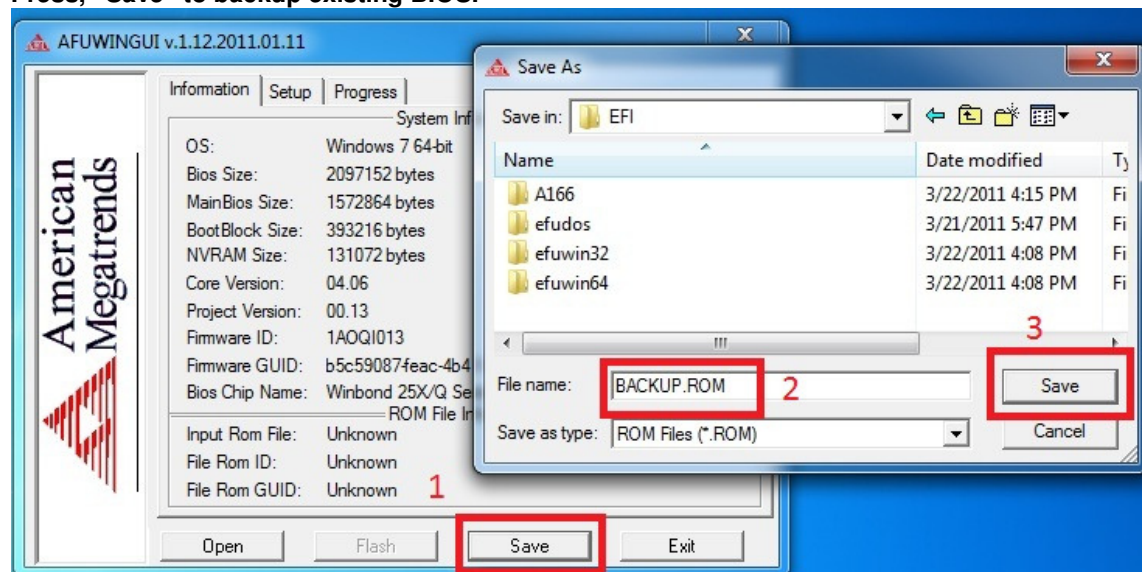 Press, "Save" to backup existing BIOS.
AFUWINGUI v.1.12.2011.01.11
American
Megatrends
Information Setup Progress
System Inf
OS: Windows 7 64-bit
Bios Size: 2097152 bytes
MainBios Size: 1572864 bytes
BootBlock Size: 393216 bytes
NVRAM Size: 131072 bytes
Core Version: 04.06
Project Version: 00.13
Firmware ID: 1AOQI013
Firmware GUID: b5c59087-feac-4b4
Bios Chip Name: Winbond 25X/Q Se
ROM File In
Input Rom File: Unknown
File Rom ID: Unknown
File Rom GUID: Unknown
1
Open Flash Save Exit
Save As
Save in: EFI
Name Date modified Ty
A166 3/22/2011 4:15 PM Fi
efudos 3/21/2011 5:47 PM Fi
efuwin32 3/22/2011 4:08 PM Fi
efuwin64 3/22/2011 4:08 PM Fi
3
File name: BACKUP.ROM 2 Save
Save as type: ROM Files (*.ROM) Cancel